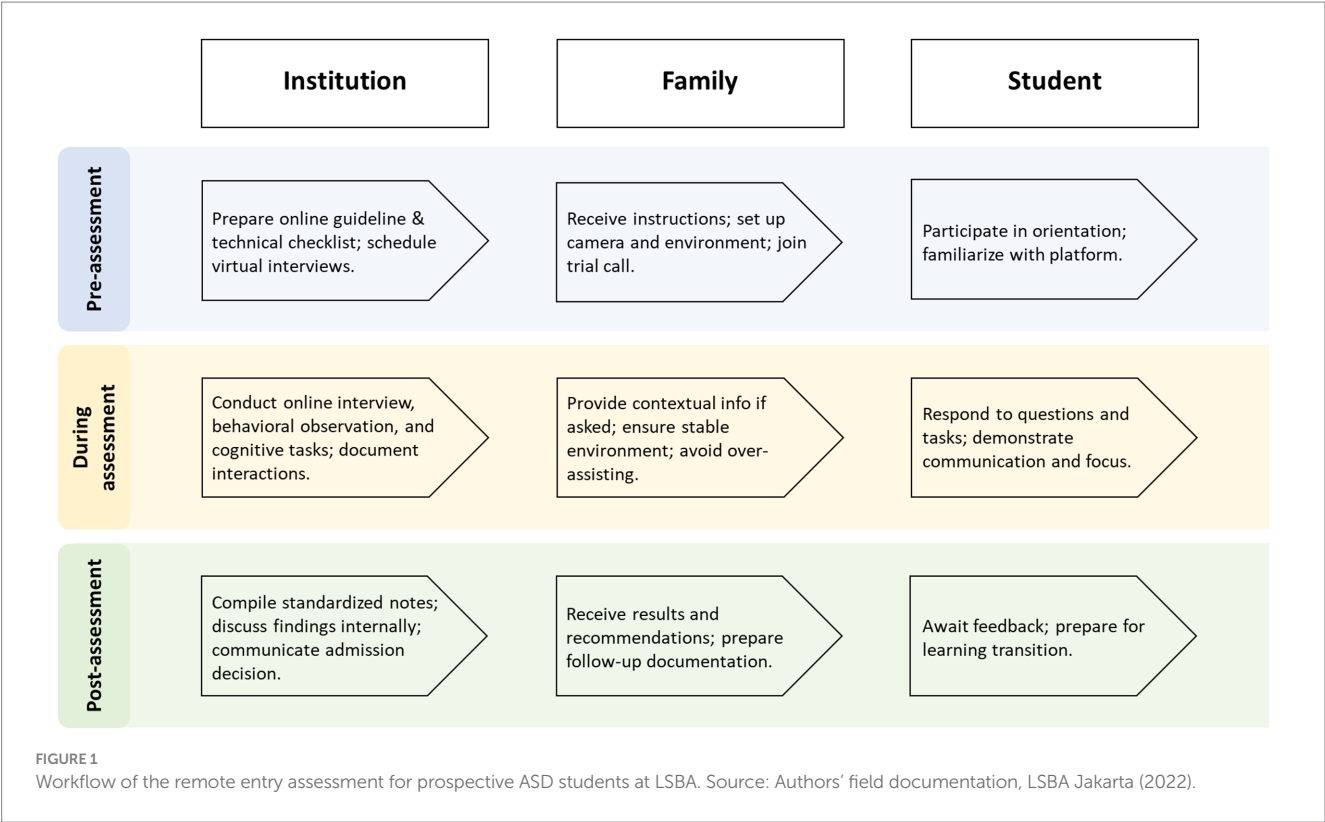 Institution
Family
Student
Pre-assessment
Prepare online guideline &
technical checklist; schedule
virtual interviews.
Receive instructions; set up
camera and environment; join
trial call.
Participate in orientation;
familiarize with platform.
During
assessment
Conduct online interview,
behavioral observation, and
cognitive tasks; document
interactions.
Provide contextual info if
asked; ensure stable
environment; avoid over-
assisting.
Respond to questions and
tasks; demonstrate
communication and focus.
Post-assessment
Compile standardized notes;
discuss findings internally;
communicate admission
decision.
Receive results and
recommendations; prepare
follow-up documentation.
Await feedback; prepare for
learning transition.
FIGURE 1
Workflow of the remote entry assessment for prospective ASD students at LSBA. Source: Authors’ field documentation, LSBA Jakarta (2022).